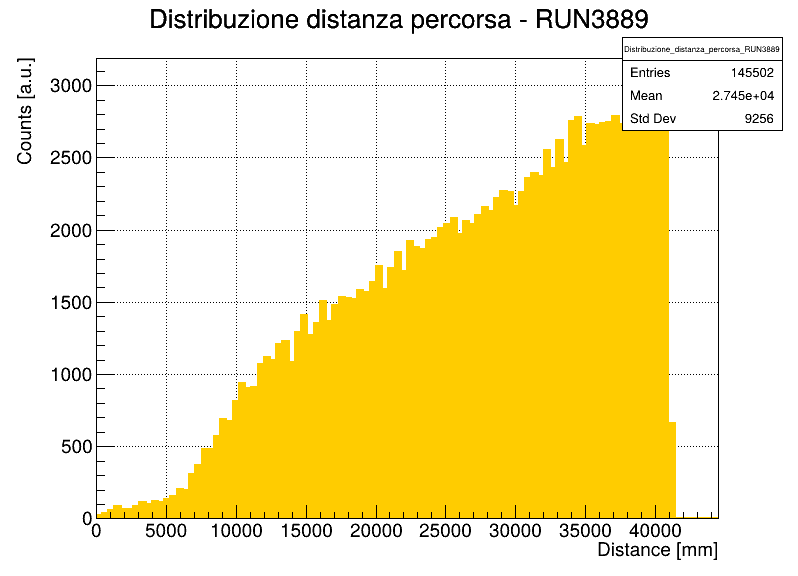 Distribuzione distanza percorsa - RUN3889
Distribuzione_distanza_percorsa_RUN3889
Entries 145502
Mean 2.745e+04
Std Dev 9256
Counts [a.u.]
3000
2500
2000
1500
1000
500
0
0 5000 10000 15000 20000 25000 30000 35000 40000
Distance [mm]